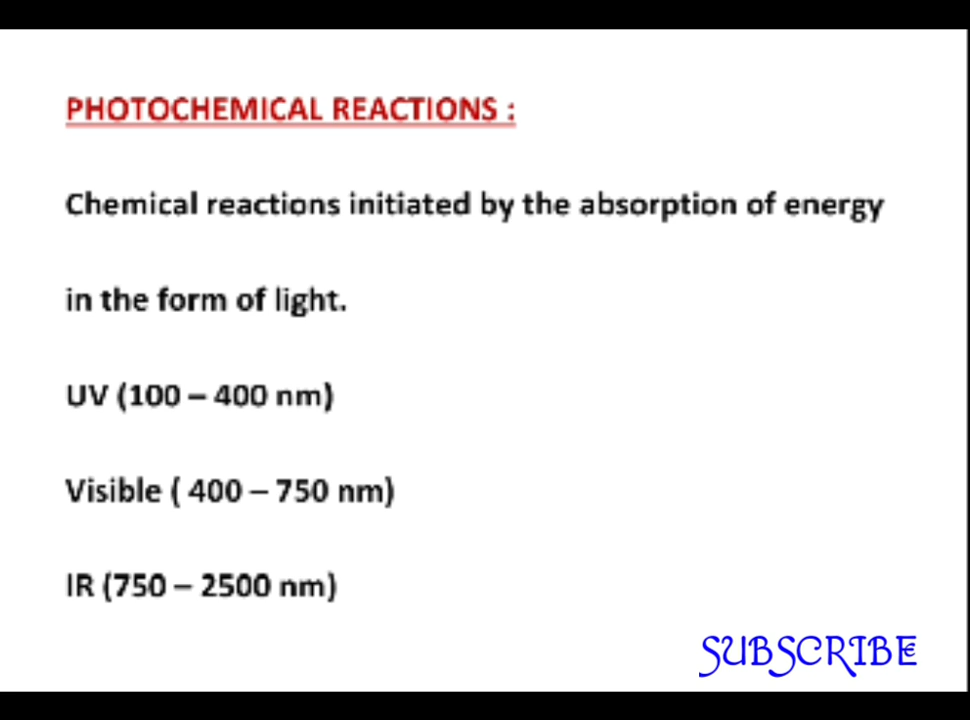 PHOTOCHEMICAL REACTIONS :
Chemical reactions initiated by the absorption of energy
in the form of light.
UV (100 – 400 nm)
Visible ( 400 – 750 nm)
IR (750 – 2500 nm)
SUBSCRIBE